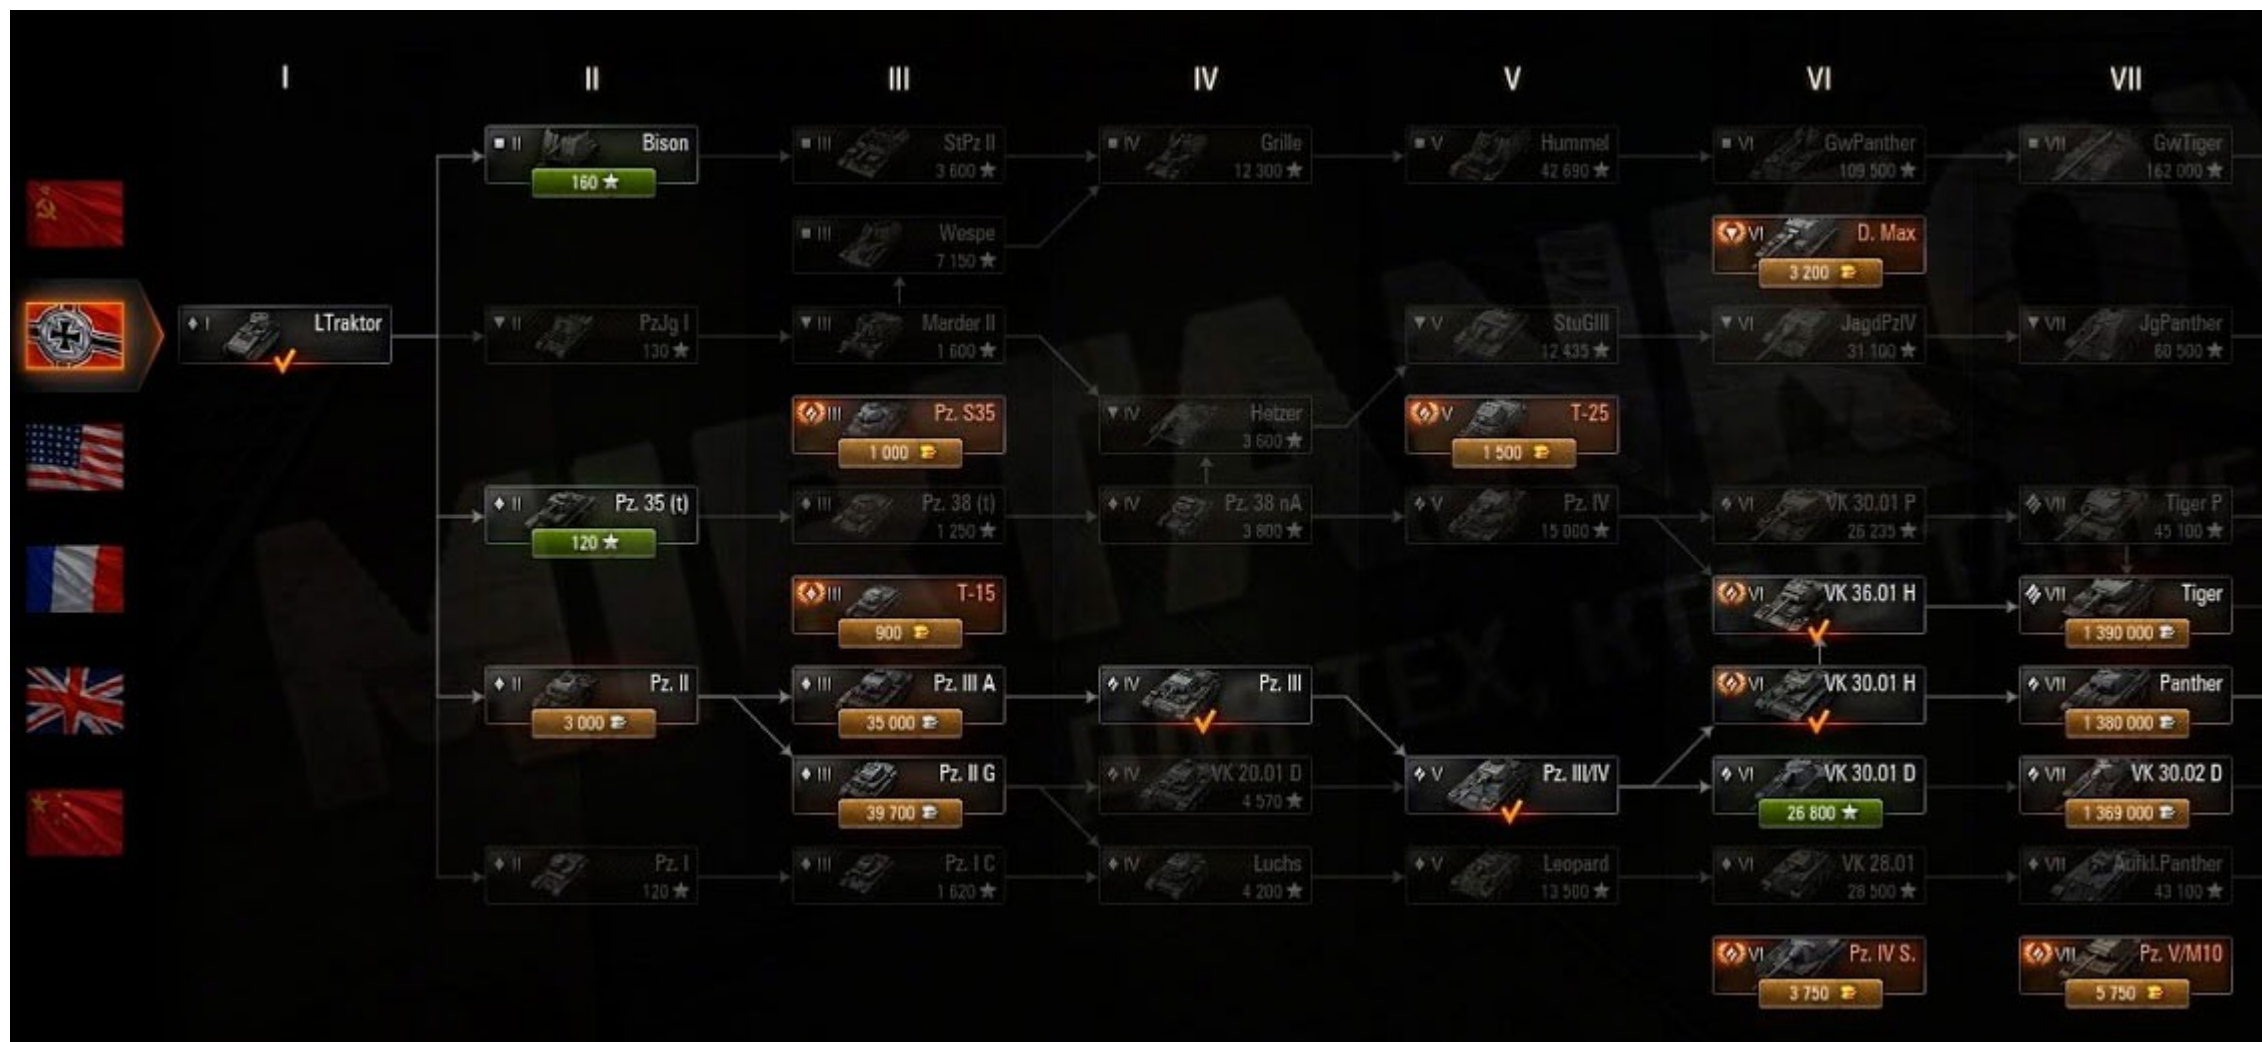 I II III IV V VI VII
II Bison
160
III StPz II
3 600
IV Grille
12 300
V Hummel
42 690
VI GwPanther
109 500
VII GwTiger
162 000
III Wespe
7 150
VI D. Max
3 200
I LTraktor
II PzJg I
130
III Marder II
1 600
V StuGIII
12 435
VI JagdPzIV
31 100
VII JgPanther
60 500
III Pz. S35
1 000
IV Hetzer
3 600
V T-25
1 500
II Pz. 35 (t)
120
III Pz. 38 (t)
1 250
IV Pz. 38 nA
3 800
V Pz. IV
15 000
VI VK 30.01 P
26 235
VII Tiger P
45 100
III T-15
900
VI VK 36.01 H
VII Tiger
1 390 000
II Pz. II
3 000
III Pz. III A
35 000
IV Pz. III
VI VK 30.01 H
VII Panther
1 380 000
III Pz. II G
39 700
IV VK 20.01 D
4 570
V Pz. III/IV
VI VK 30.01 D
26 800
VII VK 30.02 D
1 369 000
II Pz. I
120
III Pz. I C
1 620
IV Luchs
4 200
V Leopard
13 500
VI VK 28.01
28 500
VII Aufkl.Panther
43 100
VI Pz. IV S.
3 750
VII Pz. V/M10
5 750